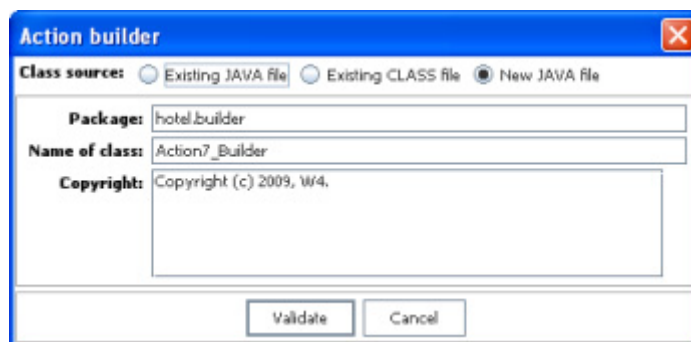 Action builder
Class source: Existing JAVA file Existing CLASS file New JAVA file
Package: hotel.builder
Name of class: Action7_Builder
Copyright: Copyright (c) 2009, W4.
Validate Cancel